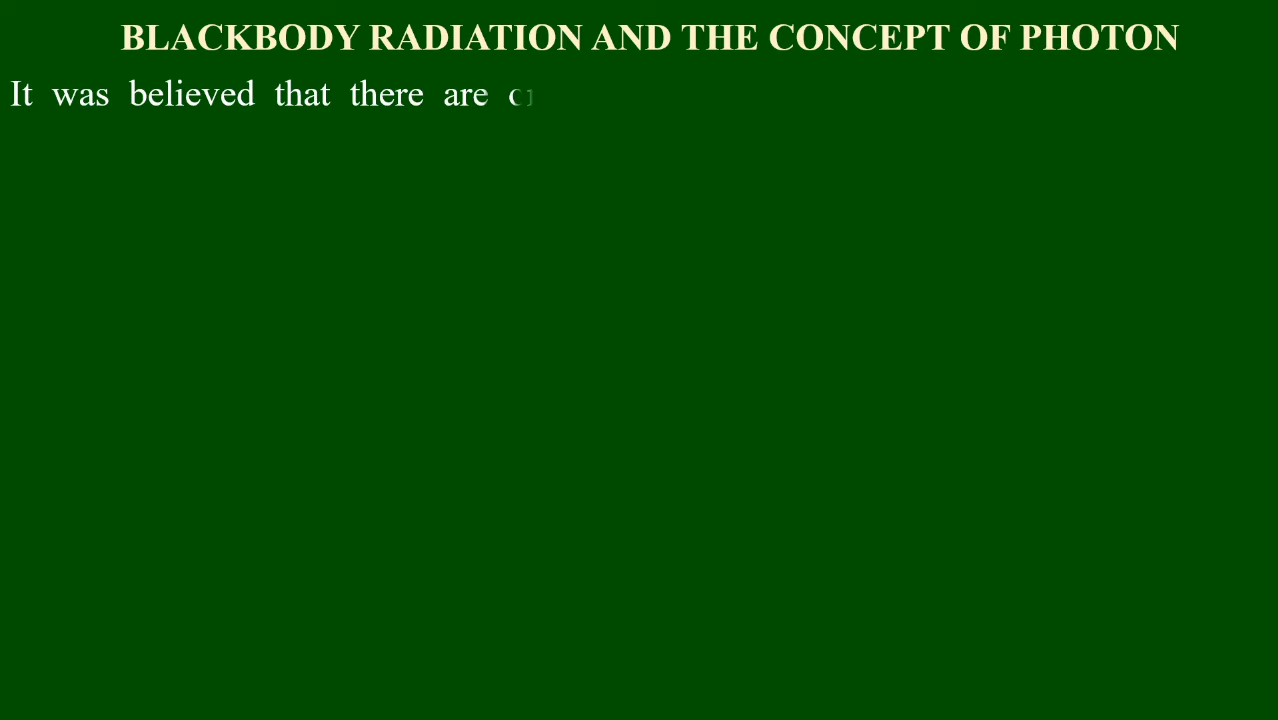 BLACKBODY RADIATION AND THE CONCEPT OF PHOTON
It was believed that there are